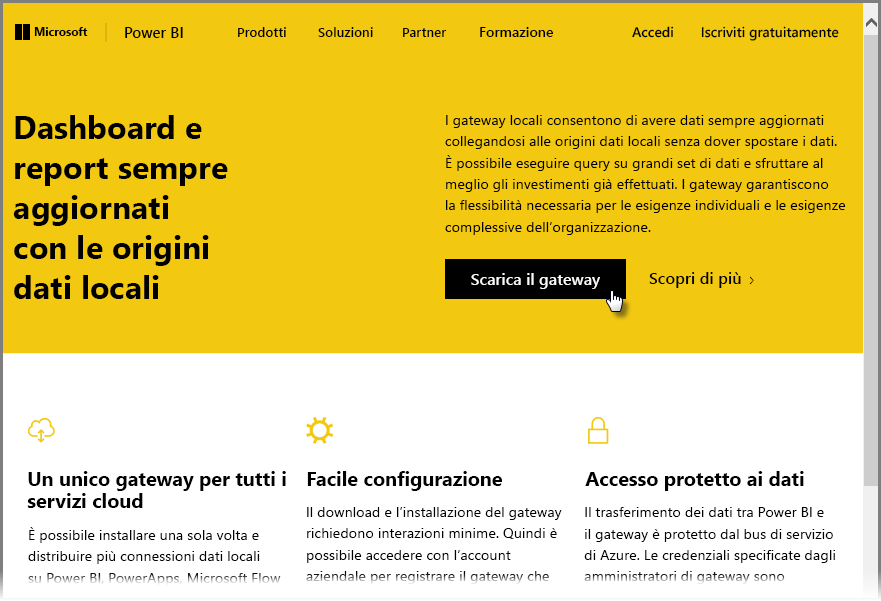 Microsoft Power BI Prodotti Soluzioni Partner Formazione Accedi Iscriviti gratuitamente
Dashboard e
report sempre
aggiornati
con le origini
dati locali
I gateway locali consentono di avere dati sempre aggiornati
collegandosi alle origini dati locali senza dover spostare i dati.
È possibile eseguire query su grandi set di dati e sfruttare al
meglio gli investimenti già effettuati. I gateway garantiscono
la flessibilità necessaria per le esigenze individuali e le esigenze
complessive dell'organizzazione.
Scarica il gateway Scopri di più >
Un unico gateway per tutti i
servizi cloud
È possibile installare una sola volta e
distribuire più connessioni dati locali
su Power BI, PowerApps, Microsoft Flow
Facile configurazione
Il download e l'installazione del gateway
richiedono interazioni minime. Quindi è
possibile accedere con l'account
aziendale per registrare il gateway che
Accesso protetto ai dati
Il trasferimento dei dati tra Power BI e
il gateway è protetto dal bus di servizio
di Azure. Le credenziali specificate dagli
amministratori di gateway sono